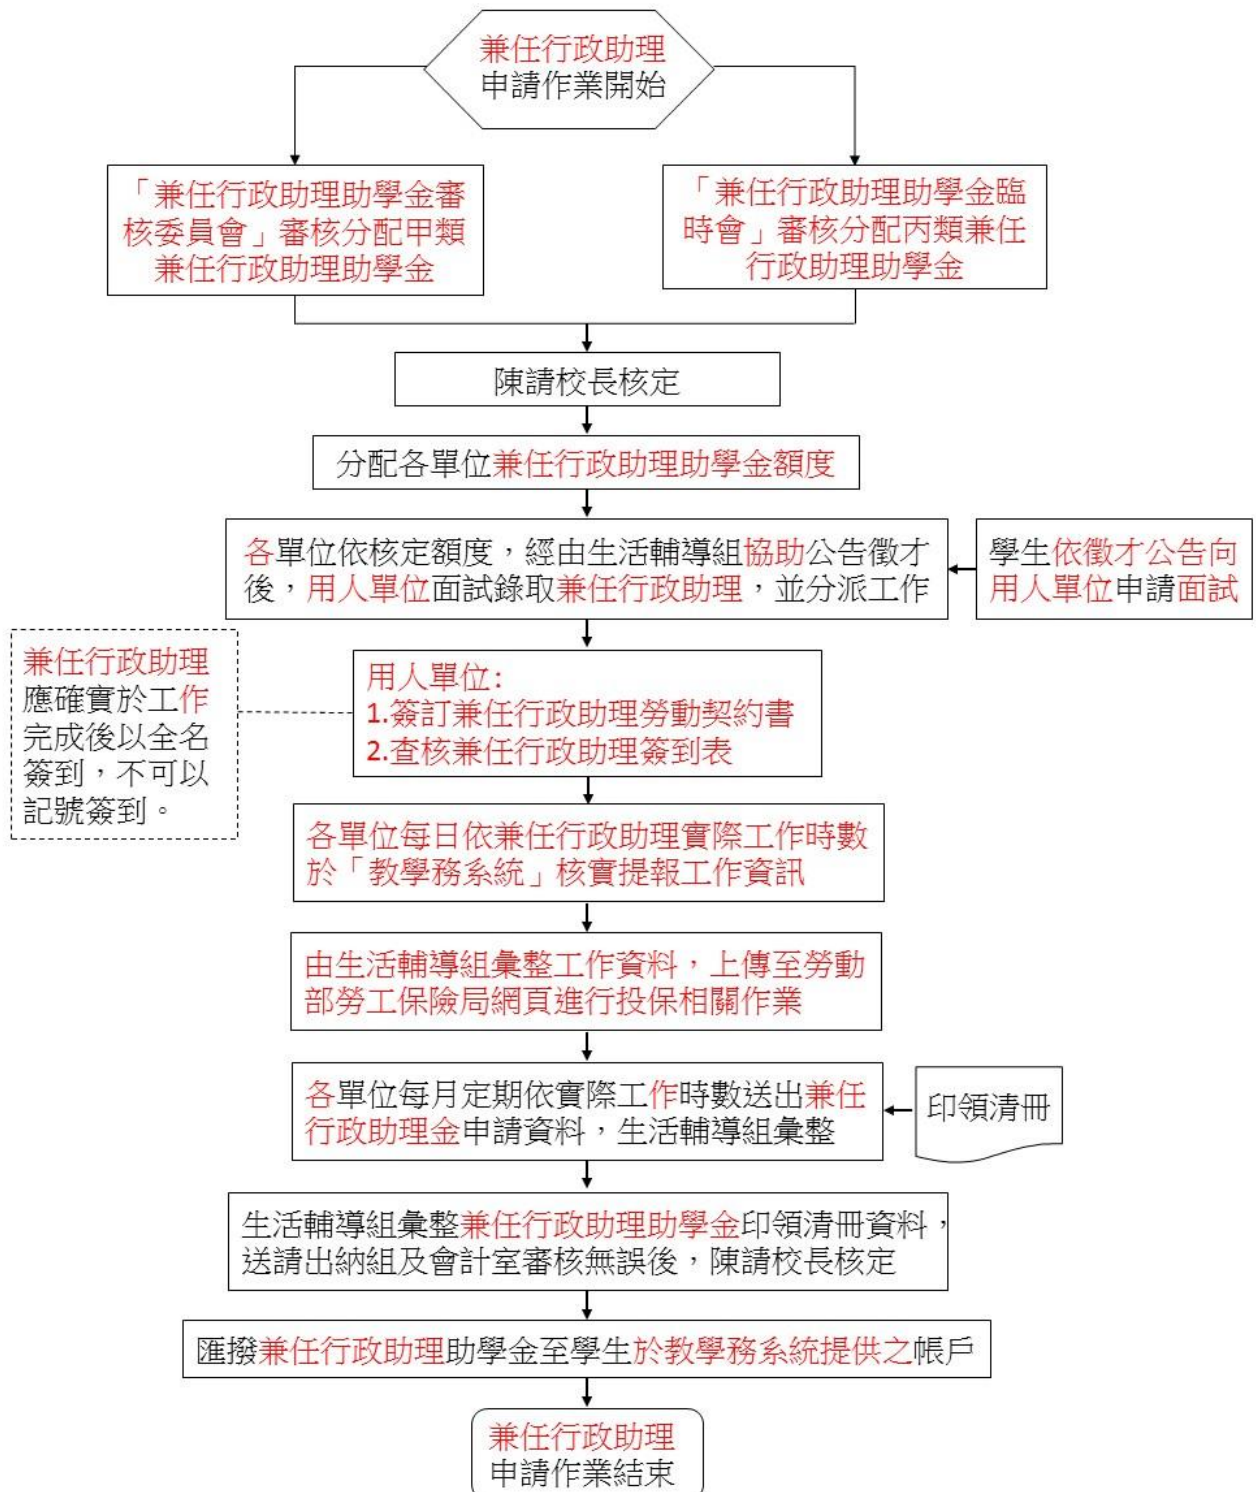 兼任行政助理
申請作業開始
「兼任行政助理助學金審
核委員會」審核分配甲類
兼任行政助理助學金
「兼任行政助理助學金臨
時會」審核分配丙類兼任
行政助理助學金
陳請校長核定
分配各單位兼任行政助理助學金額度
各單位依核定額度，經由生活輔導組協助公告徵才
後，用人單位面試錄取兼任行政助理，並分派工作
學生依徵才公告向
用人單位申請面試
兼任行政助理
應確實於工作
完成後以全名
簽到，不可以
記號簽到。
用人單位:
1.簽訂兼任行政助理勞動契約書
2.查核兼任行政助理簽到表
各單位每日依兼任行政助理實際工作時數
於「教學務系統」核實提報工作資訊
由生活輔導組彙整工作資料，上傳至勞動
部勞工保險局網頁進行投保相關作業
各單位每月定期依實際工作時數送出兼任
行政助理金申請資料，生活輔導組彙整
印領清冊
生活輔導組彙整兼任行政助理助學金印領清冊資料，
送請出納組及會計室審核無誤後，陳請校長核定
匯撥兼任行政助理助學金至學生於教學務系統提供之帳戶
兼任行政助理
申請作業結束